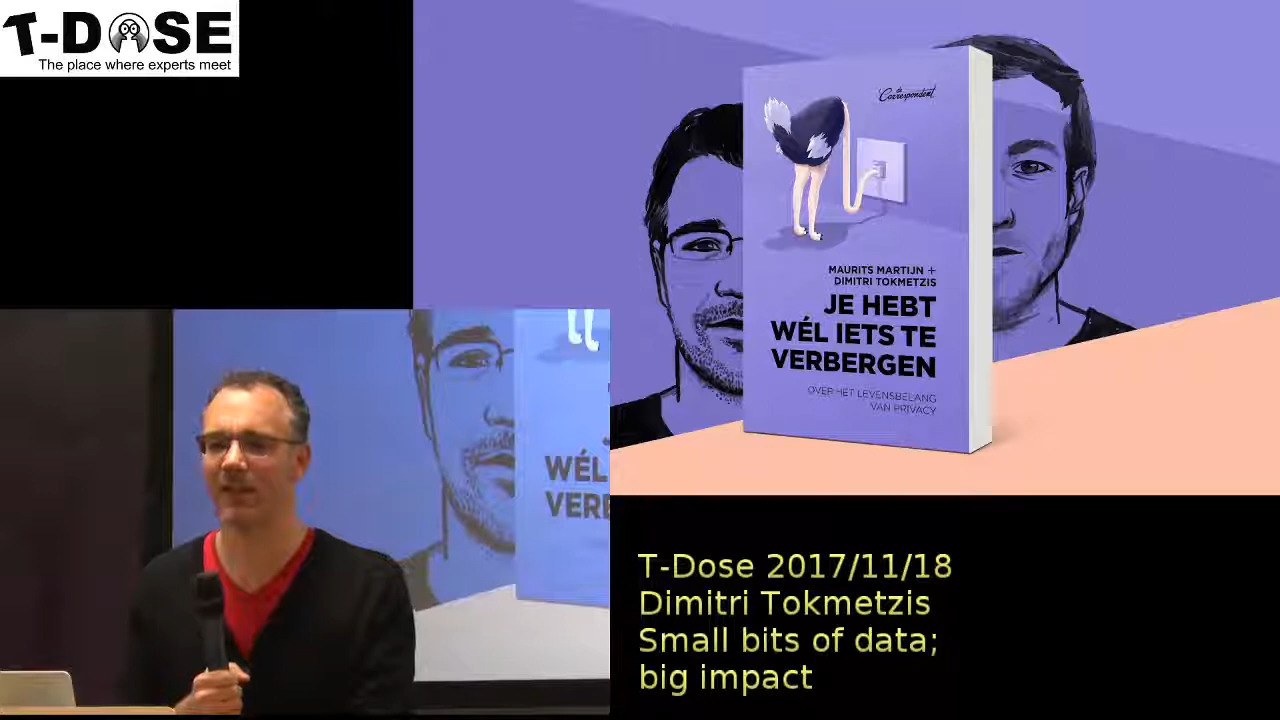 T-DOSE
The place where experts meet
de Correspondent
MAURITS MARTIJN +
DIMITRI TOKMETZIS
JE HEBT
WÉL IETS TE
VERBERGEN
OVER HET LEVENSBELANG
VAN PRIVACY
WÉL
VERB
T-Dose 2017/11/18
Dimitri Tokmetzis
Small bits of data;
big impact